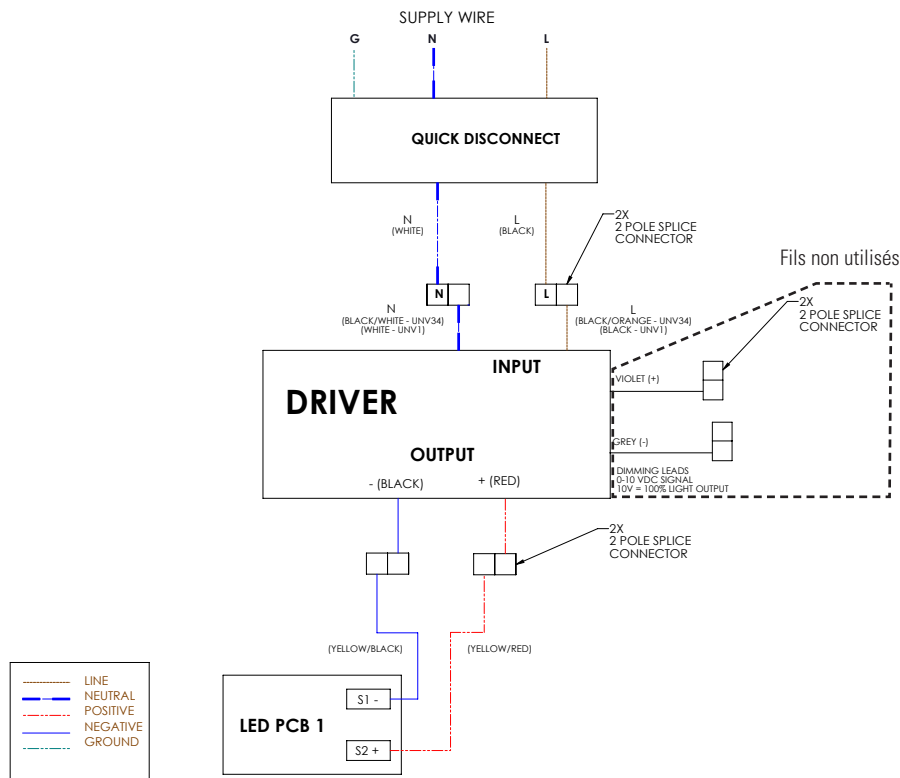 SUPPLY WIRE
G
N
L
QUICK DISCONNECT
N
(WHITE)
L
(BLACK)
2X
2 POLE SPLICE
CONNECTOR
Fils non utilisés
N
L
2X
2 POLE SPLICE
CONNECTOR
N
(BLACK/WHITE - UNV34)
(WHITE - UNV1)
L
(BLACK/ORANGE - UNV34)
(BLACK - UNV1)
INPUT
DRIVER
VIOLET (+)
GREY (-)
OUTPUT
- (BLACK)
+ (RED)
DIMMING LEADS
0-10 VDC SIGNAL
10V = 100% LIGHT OUTPUT
2X
2 POLE SPLICE
CONNECTOR
(YELLOW/BLACK)
(YELLOW/RED)
LINE
NEUTRAL
POSITIVE
NEGATIVE
GROUND
S1 -
LED PCB 1
S2 +